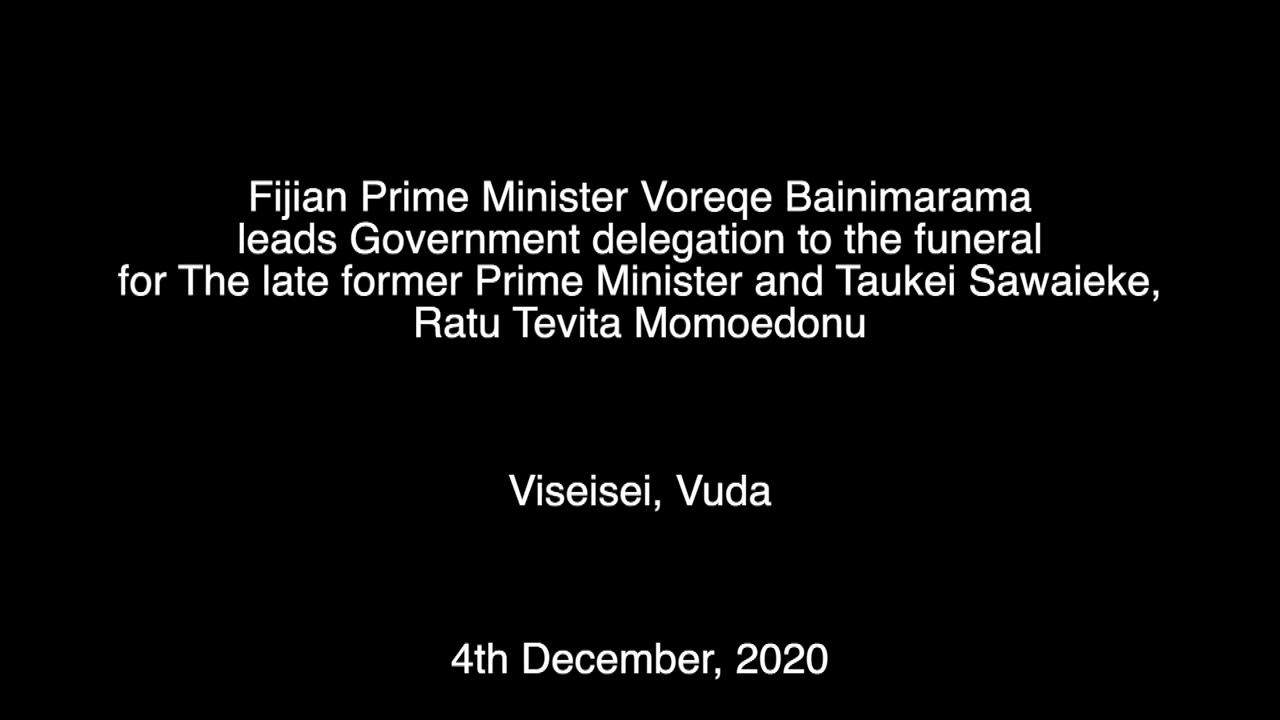 Fijian Prime Minister Voreqe Bainimarama
leads Government delegation to the funeral
for The late former Prime Minister and Taukei Sawaieke,
Ratu Tevita Momoedonu
Viseisei, Vuda
4th December, 2020